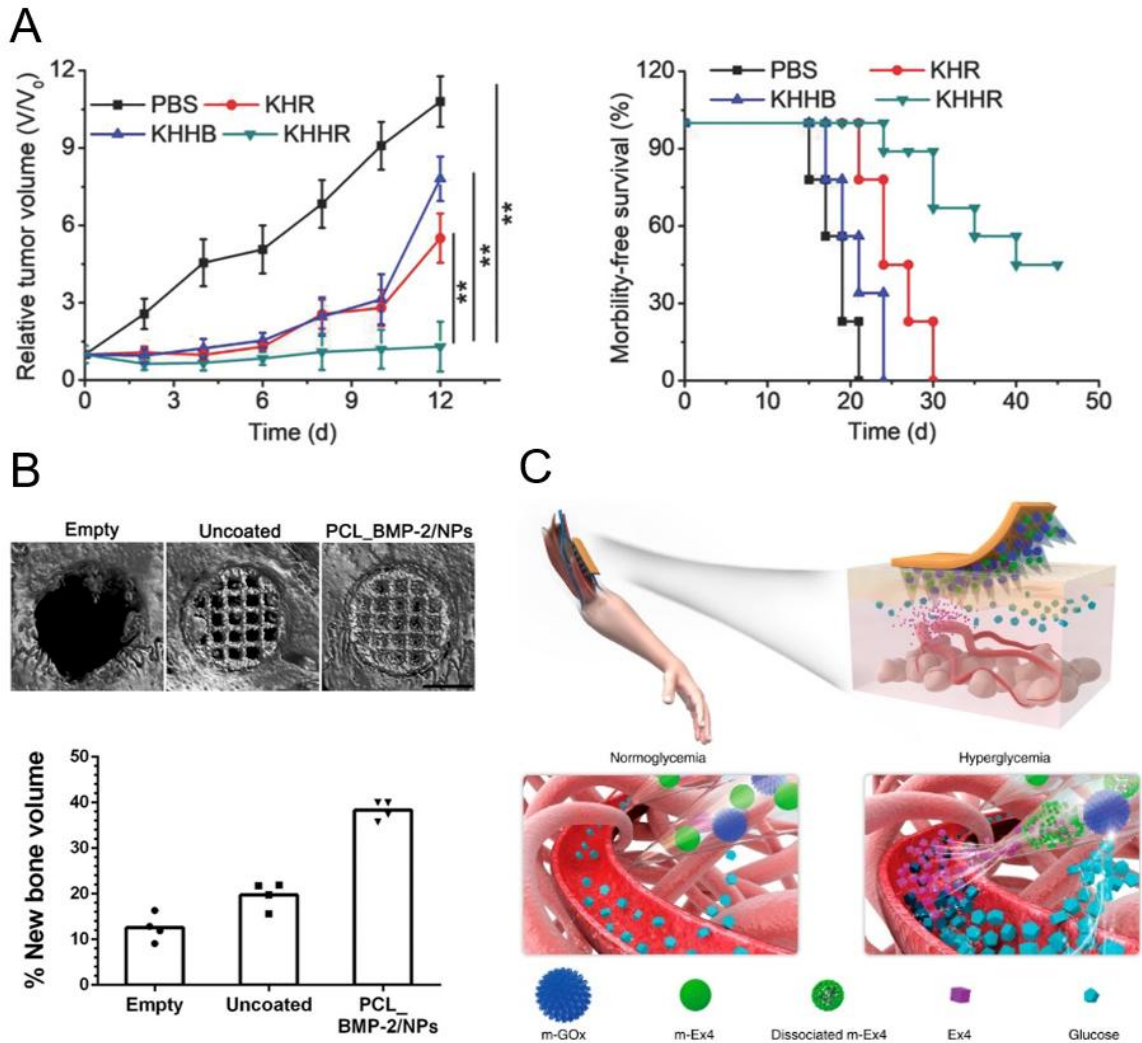 A
Relative tumor volume (V/V₀)
12
9
6
3
0
PBS KHR
KHHB KHHR
**
**
**
0 3 6 9 12
Time (d)
Morbility-free survival (%)
120
90
60
30
0
PBS KHR
KHHB KHHR
0 10 20 30 40 50
Time (d)
B
Empty Uncoated PCL_BMP-2/NPs
% New bone volume
50
40
30
20
10
0
Empty Uncoated PCL_
BMP-2/NPs
C
Normoglycemia Hyperglycemia
m-GOx m-Ex4 Dissociated m-Ex4 Ex4 Glucose